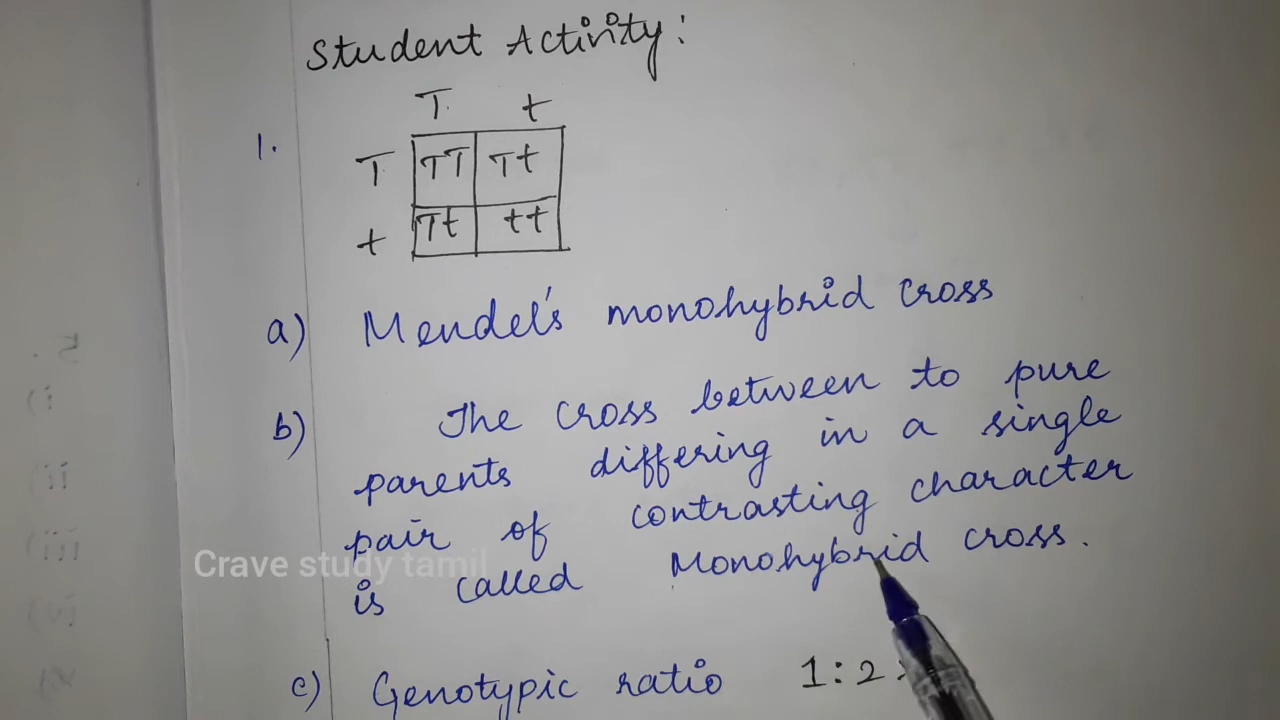 Student Activity:
T t
1.
T TT Tt
t Tt tt
a) Mendel's monohybrid cross
b) The cross between to pure
parents differing in a single
pair of contrasting character
is called Monohybrid cross.
Crave study tamil
c) Genotypic ratio 1:2: